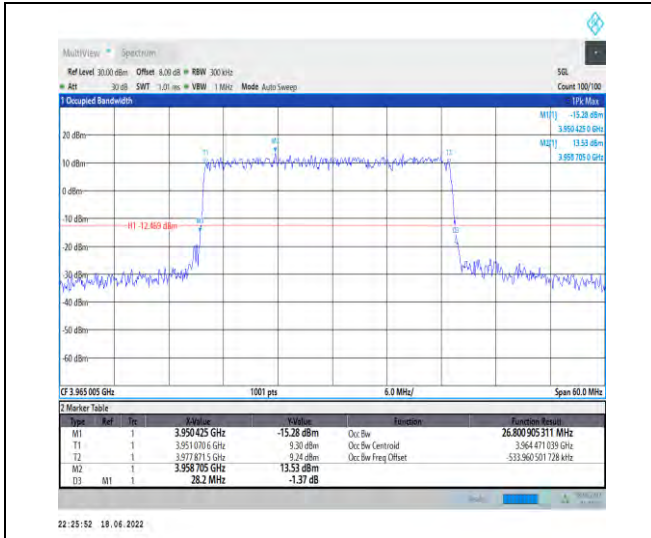 MultiView Spectrum
Ref Level 30.00 dBm Offset 8.09 dB RBW 300 kHz SGL
Att 30 dB SWT 1.01 ms VBW 1 MHz Mode Auto Sweep Count 100/100
1 Occupied Bandwidth 1Pk Max
M1[1] -15.28 dBm
3.950 425 0 GHz
M2[1] 13.53 dBm
3.958 705 0 GHz
20 dBm
M2
T1 T2
10 dBm
0 dBm
-10 dBm
M1
H1 -12.469 dBm
D3
-30 dBm
-40 dBm
-50 dBm
-60 dBm
CF 3.965 005 GHz 1001 pts 6.0 MHz/ Span 60.0 MHz
2 Marker Table
Type Ref Trc X-Value Y-Value Function Function Result
M1 1 3.950 425 GHz -15.28 dBm Occ Bw 26.800 905 311 MHz
T1 1 3.951 070 6 GHz 9.30 dBm Occ Bw Centroid 3.964 471 039 GHz
T2 1 3.977 871 5 GHz 9.24 dBm Occ Bw Freq Offset -533.960 501 728 kHz
M2 1 3.958 705 GHz 13.53 dBm
D3 M1 1 28.2 MHz -1.37 dB
22:25:52 18.06.2022